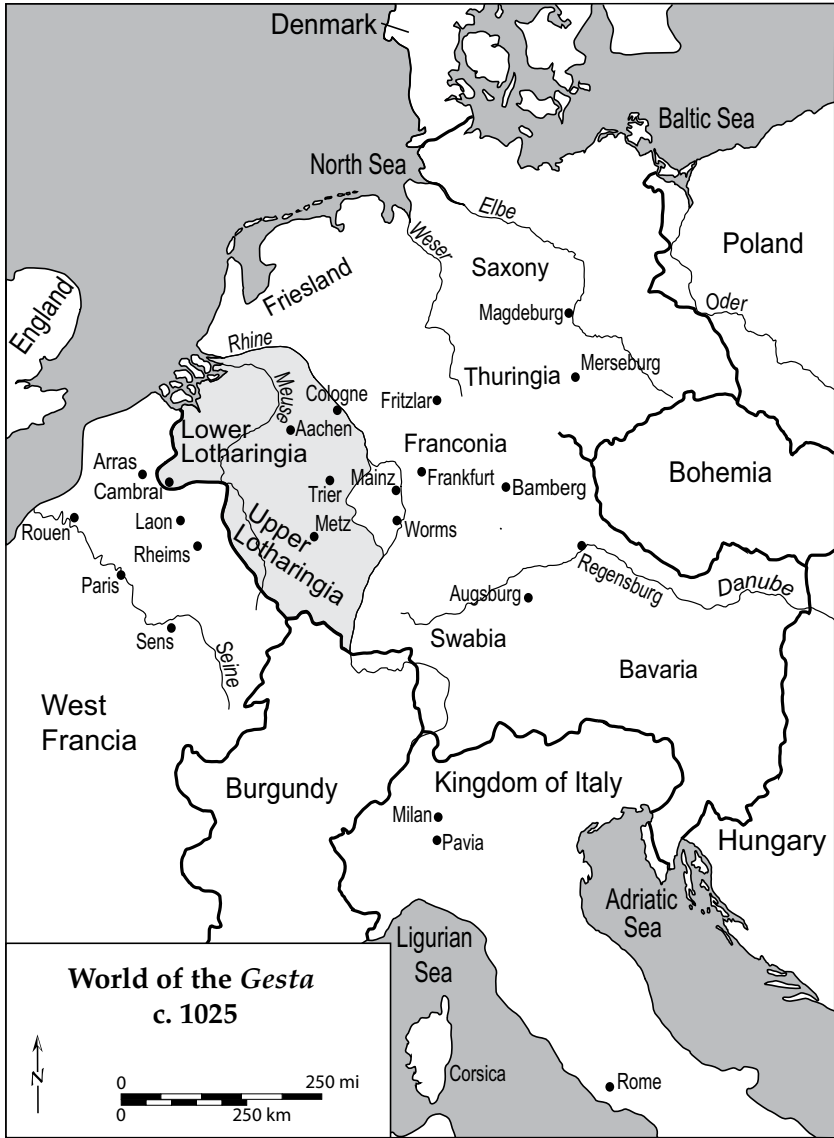 Denmark
Baltic Sea
North Sea
Elbe
Weser
Poland
Saxony
Friesland
England
Oder
Magdeburg
Rhine
Thuringia
Merseburg
Meuse
Cologne
Fritzlar
Lower
Lotharingia
Aachen
Franconia
Arras
Cambrai
Trier
Mainz
Frankfurt
Bamberg
Bohemia
Rouen
Laon
Metz
Worms
Upper
Lotharingia
Rheims
Paris
Regensburg
Danube
Augsburg
Sens
Seine
Swabia
Bavaria
West
Francia
Burgundy
Kingdom of Italy
Milan
Pavia
Hungary
Adriatic
Sea
Ligurian
Sea
World of the Gesta
c. 1025
N
0 250 mi
0 250 km
Corsica
Rome